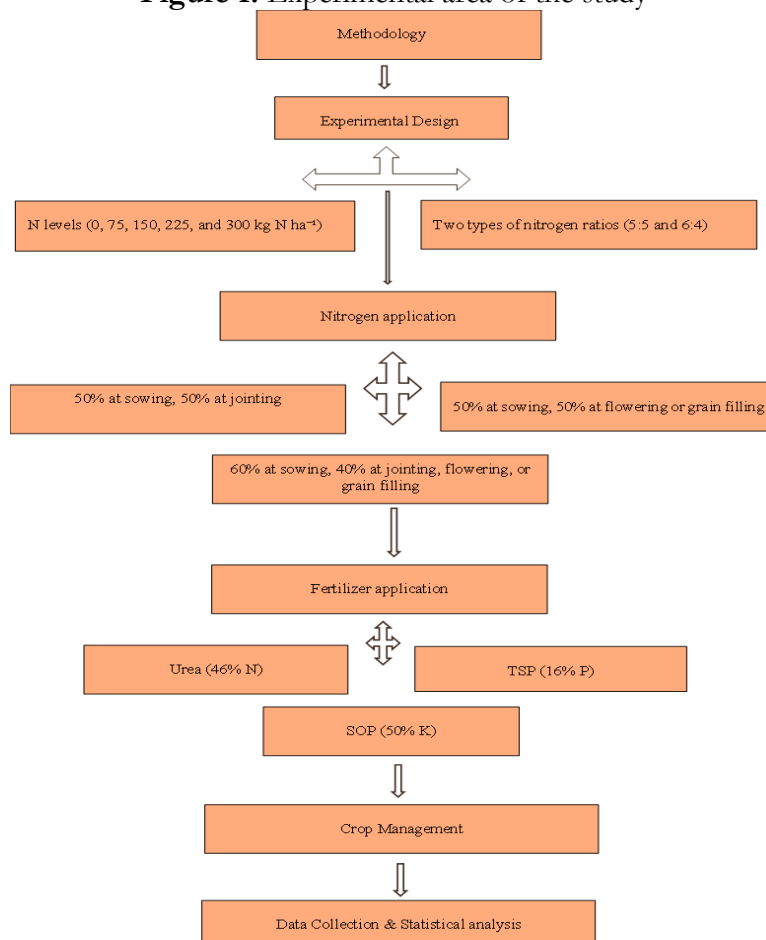 Figure 1. Experimental area of the study
Methodology
Experimental Design
N levels (0, 75, 150, 225, and 300 kg N ha⁻¹)
Two types of nitrogen ratios (5:5 and 6:4)
Nitrogen application
50% at sowing, 50% at jointing
50% at sowing, 50% at flowering or grain filling
60% at sowing, 40% at jointing, flowering, or
grain filling
Fertilizer application
Urea (46% N)
TSP (16% P)
SOP (50% K)
Crop Management
Data Collection & Statistical analysis